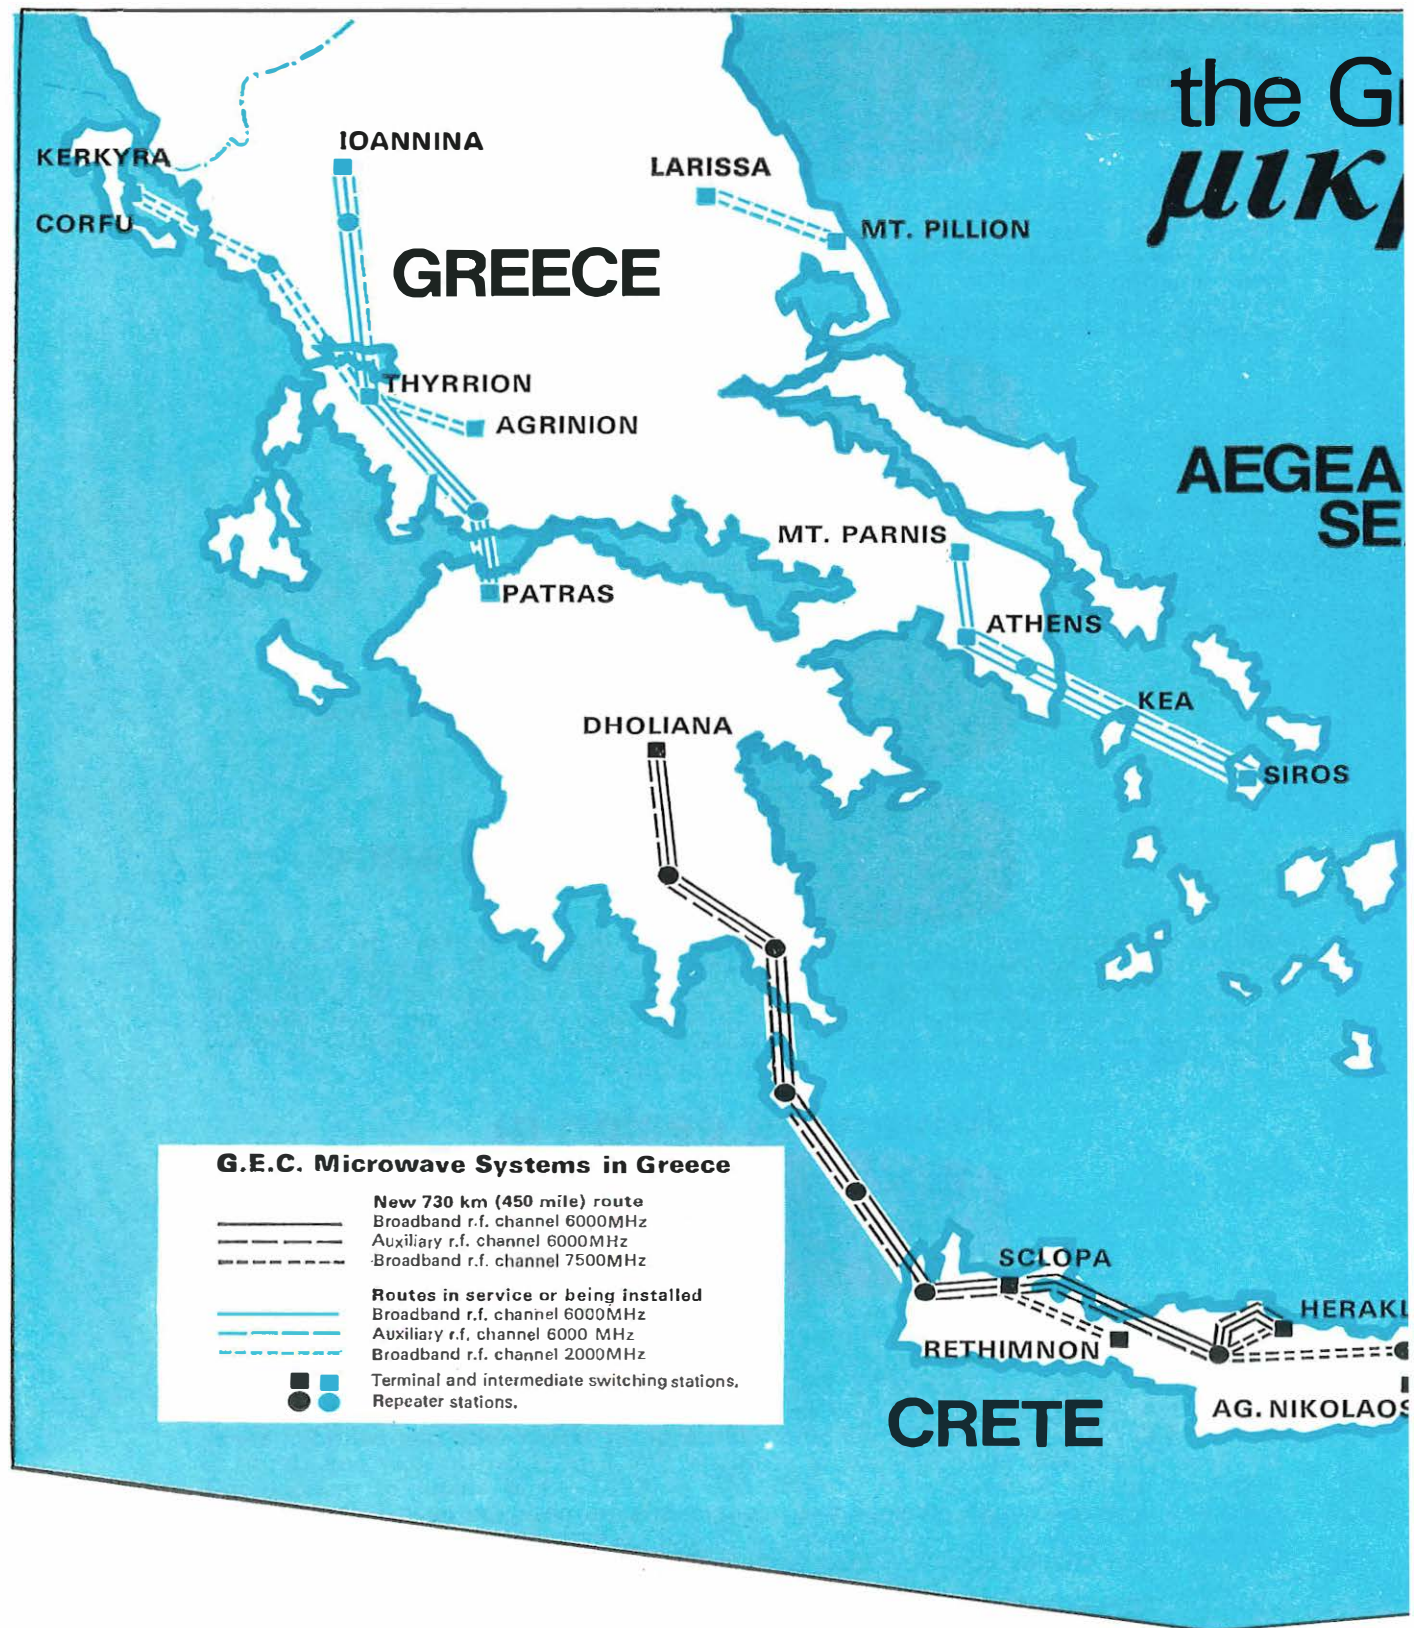 the G
μικ
IOANNINA
KERKYRA
LARISSA
CORFU
MT. PILLION
GREECE
THYRRION
AGRINION
AEGEA
SE
MT. PARNIS
PATRAS
ATHENS
KEA
DHOLIANA
SIROS
G.E.C. Microwave Systems in Greece
New 730 km (450 mile) route
Broadband r.f. channel 6000MHz
Auxiliary r.f. channel 6000MHz
Broadband r.f. channel 7500MHz
Routes in service or being installed
Broadband r.f. channel 6000MHz
Auxiliary r.f. channel 6000 MHz
Broadband r.f. channel 2000MHz
Terminal and intermediate switching stations.
Repeater stations.
SCLOPA
HERAKL
RETHIMNON
AG. NIKOLAOS
CRETE